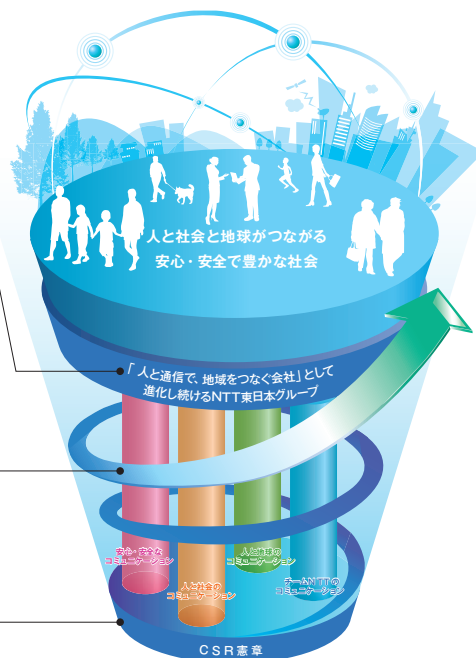 人と社会と地球がつながる
安心・安全で豊かな社会
「人と通信で、地域をつなぐ会社」として
進化し続けるNTT東日本グループ
安心・安全な
コミュニケーション
人と社会の
コミュニケーション
人と地球の
コミュニケーション
チームNTTの
コミュニケーション
CSR憲章